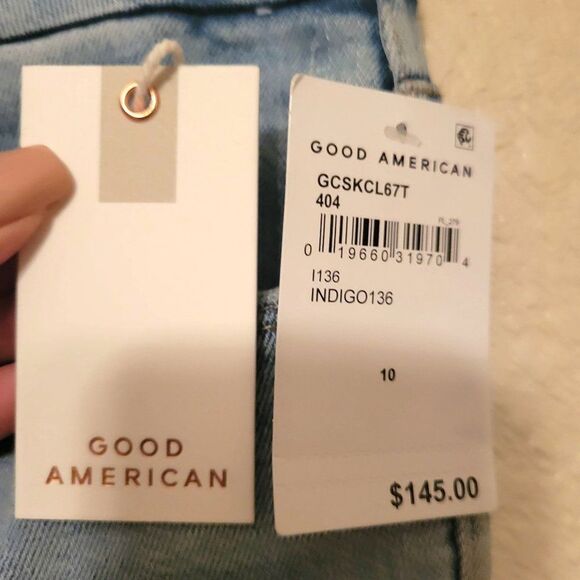 GOOD
AMERICAN
GOOD AMERICAN
GCSKCL67T
404
0 19660 31970 4
I136
INDIGO136
10
$145.00